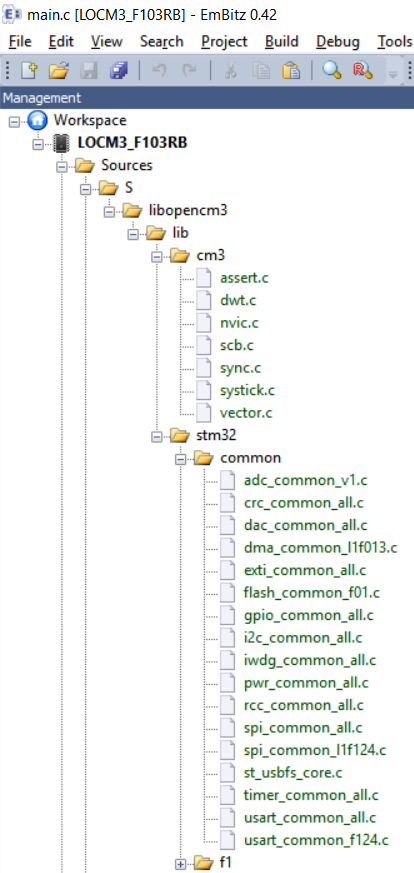 main.c [LOCM3_F103RB] - EmBitz 0.42
File Edit View Search Project Build Debug Tools
Management
Workspace
LOCM3_F103RB
Sources
S
libopencm3
lib
cm3
assert.c
dwt.c
nvic.c
scb.c
sync.c
systick.c
vector.c
stm32
common
adc_common_v1.c
crc_common_all.c
dac_common_all.c
dma_common_l1f013.c
exti_common_all.c
flash_common_f01.c
gpio_common_all.c
i2c_common_all.c
iwdg_common_all.c
pwr_common_all.c
rcc_common_all.c
spi_common_all.c
spi_common_l1f124.c
st_usbfs_core.c
timer_common_all.c
usart_common_all.c
usart_common_f124.c
f1